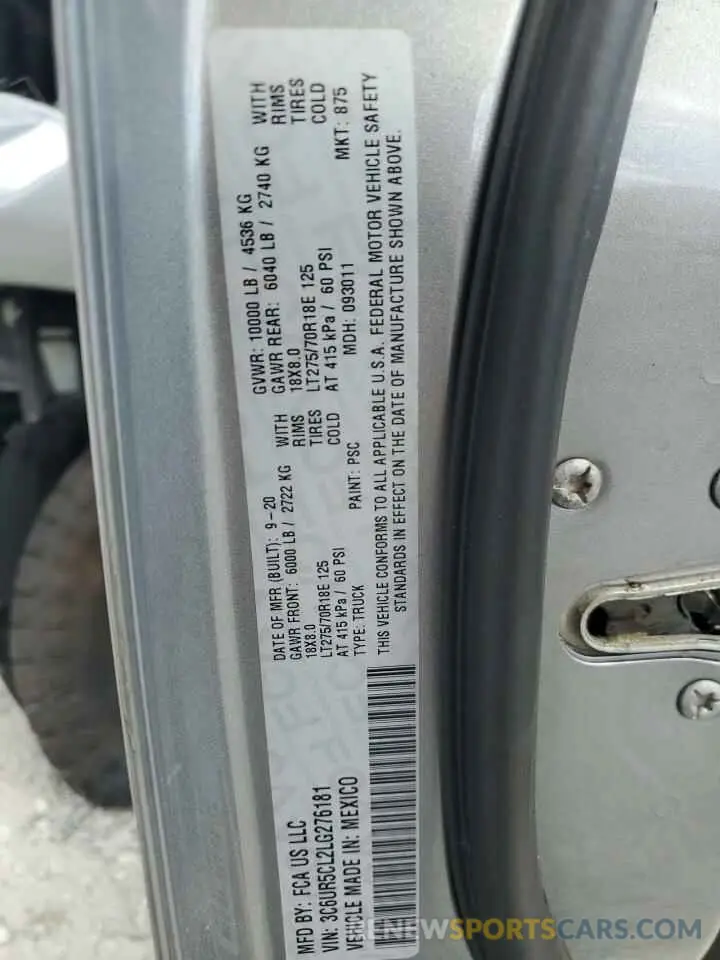 MFD BY: FCA US LLC
VIN: 3C6UR5CL2LG276181
VEHICLE MADE IN: MEXICO
DATE OF MFR (BUILT): 9-20
GAWR FRONT: 6000 LB / 2722 KG WITH
18X8.0 RIMS
LT275/70R18E 125 TIRES
AT 415 kPa / 60 PSI COLD
TYPE: TRUCK PAINT: PSC
GVWR: 10000 LB / 4536 KG
GAWR REAR: 6040 LB / 2740 KG WITH
18X8.0 RIMS
LT275/70R18E 125 TIRES
AT 415 kPa / 60 PSI COLD
MDH: 093011 MKT: 875
THIS VEHICLE CONFORMS TO ALL APPLICABLE U.S.A. FEDERAL MOTOR VEHICLE SAFETY
STANDARDS IN EFFECT ON THE DATE OF MANUFACTURE SHOWN ABOVE.
RENEWSPORTSCARS.COM